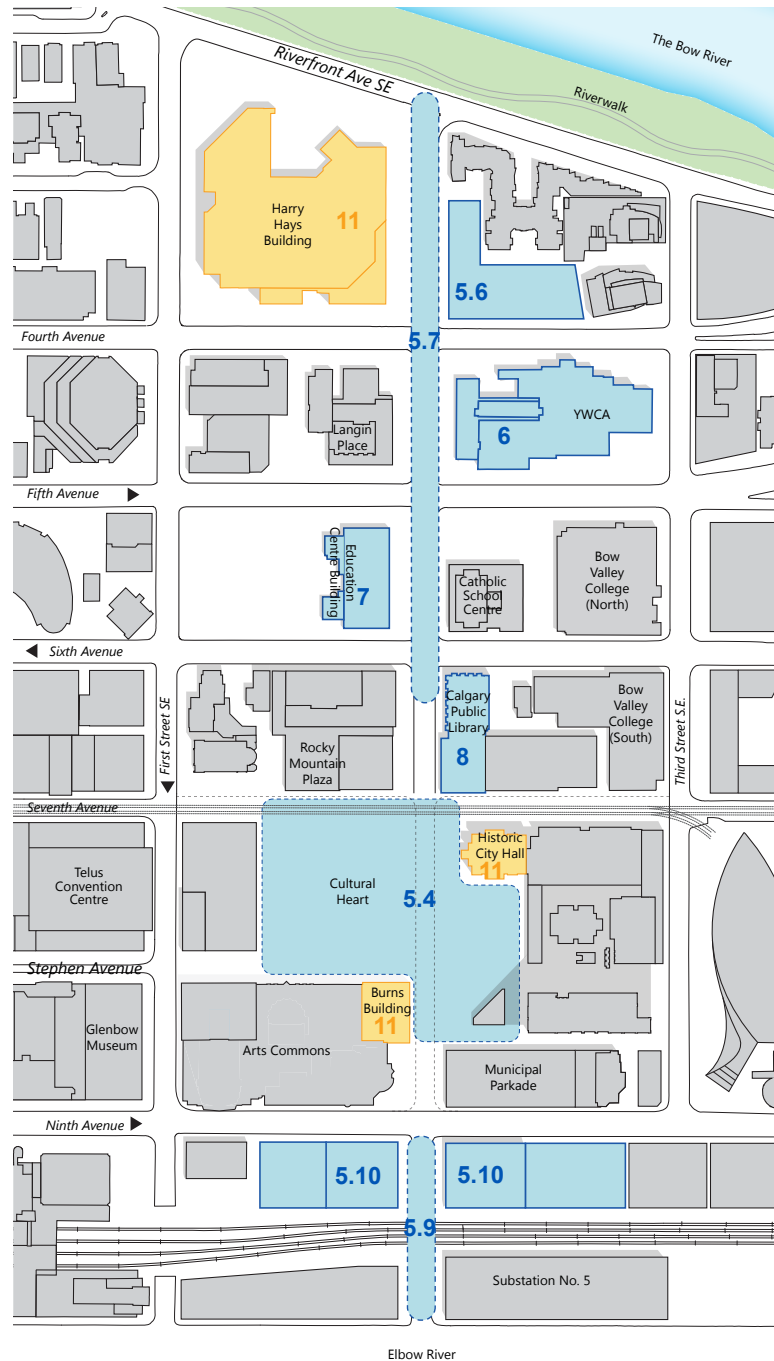 The Bow River
Riverfront Ave SE
Riverwalk
Harry
Hays
Building
11
5.6
Fourth Avenue
5.7
Langin
Place
6
YWCA
Fifth Avenue
Education
Centre Building
7
Catholic
School
Centre
Bow
Valley
College
(North)
Sixth Avenue
First Street SE
Rocky
Mountain
Plaza
Calgary
Public
Library
8
Bow
Valley
College
(South)
Third Street S.E.
Seventh Avenue
Telus
Convention
Centre
Cultural
Heart
5.4
Historic
City Hall
11
Stephen Avenue
Glenbow
Museum
Arts Commons
Burns
Building
11
Municipal
Parkade
Ninth Avenue
5.10
5.10
5.9
Substation No. 5
Elbow River